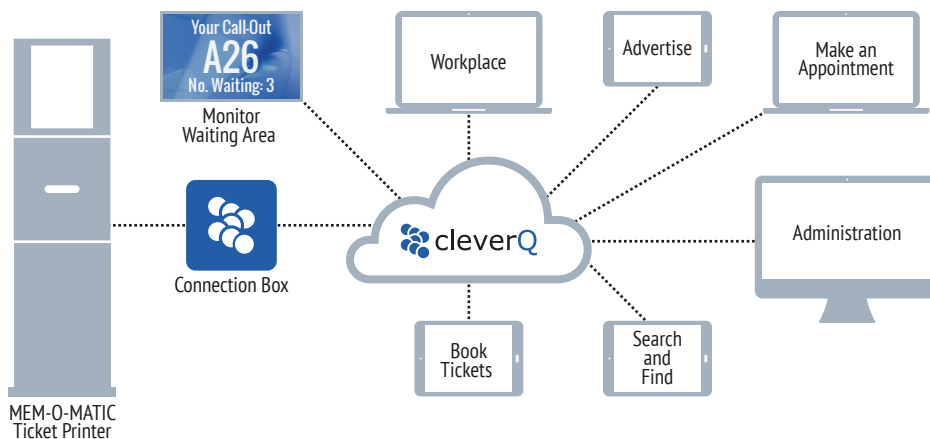 Your Call-Out
A26
No. Waiting: 3
Monitor
Waiting Area
Workplace
Advertise
Make an
Appointment
Connection Box
cleverQ
Administration
Book
Tickets
Search
and
Find
MEM-O-MATIC
Ticket Printer